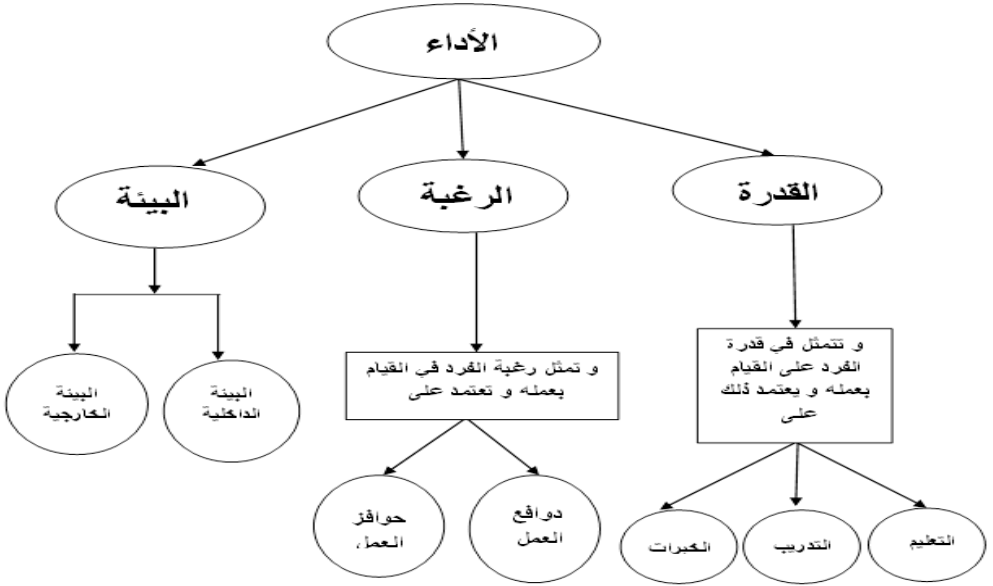 الأداء
القدرة
الرغبة
البيئة
و تتمثل في قدرة
الفرد على القيام
بعمله و يعتمد ذلك
على
و تمثل رغبة الفرد في القيام
بعمله و تعتمد على
البيئة
الداخلية
البيئة
الخارجية
التعليم
التدريب
الخبرات
دوافع
العمل
حوافز
العمل.